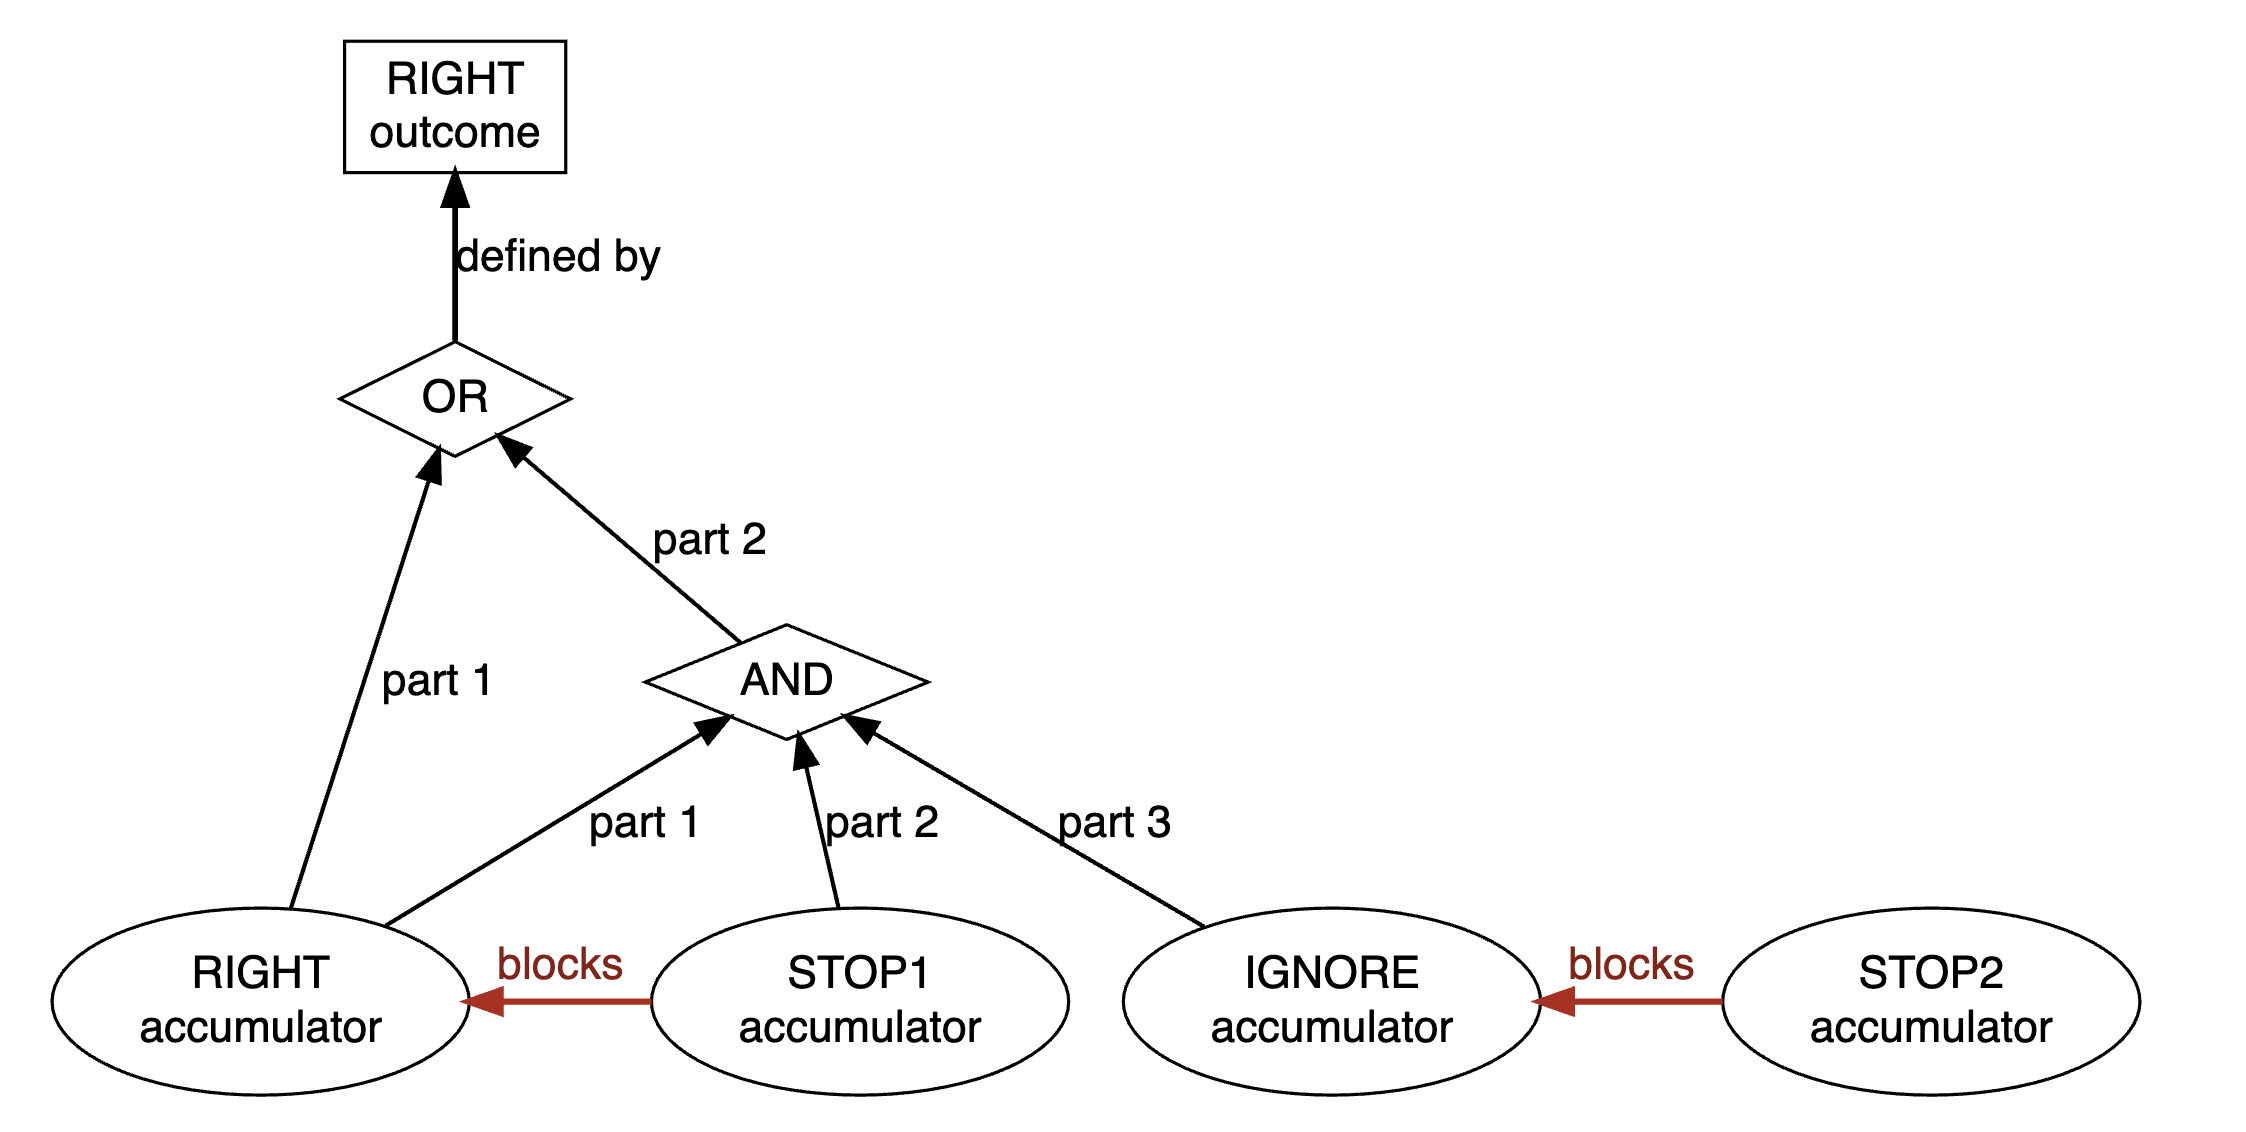 RIGHT
outcome
defined by
OR
part 2
part 1
AND
part 1
part 2
part 3
RIGHT
accumulator
blocks
STOP1
accumulator
IGNORE
accumulator
blocks
STOP2
accumulator